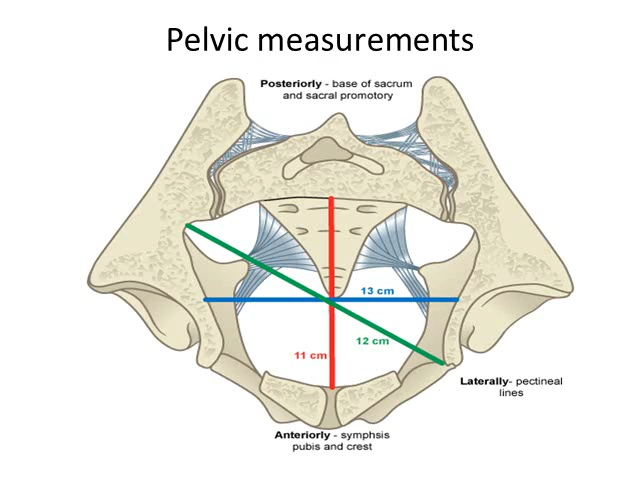 Pelvic measurements
Posteriorly - base of sacrum
and sacral promotory
13 cm
12 cm
11 cm
Laterally- pectineal
lines
Anteriorly - symphsis
pubis and crest